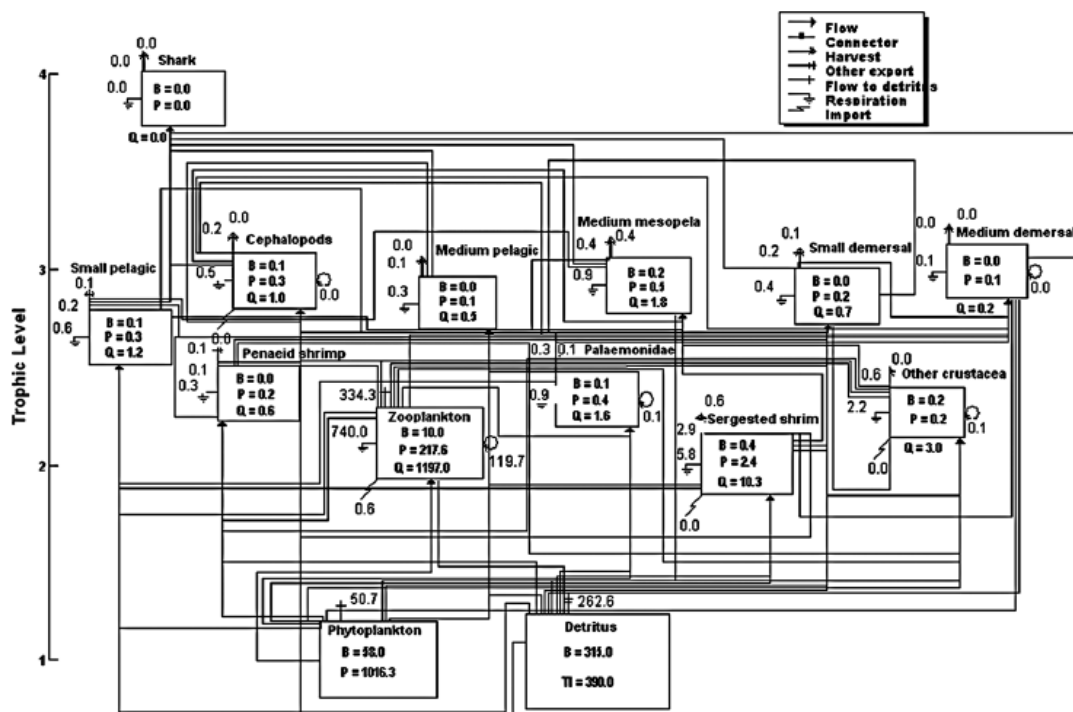 Flow
Connector
Harvest
Other export
Flow to detritus
Respiration
Import
Trophic Level
4
3
2
1
0.0
0.0
Shark
0.0
B = 0.0
P = 0.0
Q = 0.0
0.0
0.2
Cephalopods
0.5
B = 0.1
P = 0.3
Q = 1.0
0.0
0.0
Small pelagic
0.1
0.2
0.6
B = 0.1
P = 0.3
Q = 1.2
Medium pelagic
0.0
0.1
0.3
B = 0.0
P = 0.1
Q = 0.5
Medium mesopela
0.4
0.4
0.9
B = 0.2
P = 0.5
Q = 1.8
0.1
Small demersal
0.2
0.4
B = 0.0
P = 0.2
Q = 0.7
0.0
0.0
Medium demersal
0.1
B = 0.0
P = 0.1
0.0
Q = 0.2
Penaeid shrimp
0.1
0.1
0.3
B = 0.0
P = 0.2
Q = 0.6
334.3
Zooplankton
740.0
B = 10.0
P = 217.6
Q = 1197.0
119.7
0.6
0.3
0.1
Palaemonidae
0.9
B = 0.1
P = 0.4
Q = 1.6
0.1
0.6
Sergested shrim
2.9
5.8
B = 0.4
P = 2.4
Q = 10.3
0.0
0.0
Other crustacea
0.6
2.2
B = 0.2
P = 0.2
Q = 3.0
0.1
0.0
50.7
Phytoplankton
B = 58.0
P = 1016.3
262.6
Detritus
B = 315.0
TI = 390.0